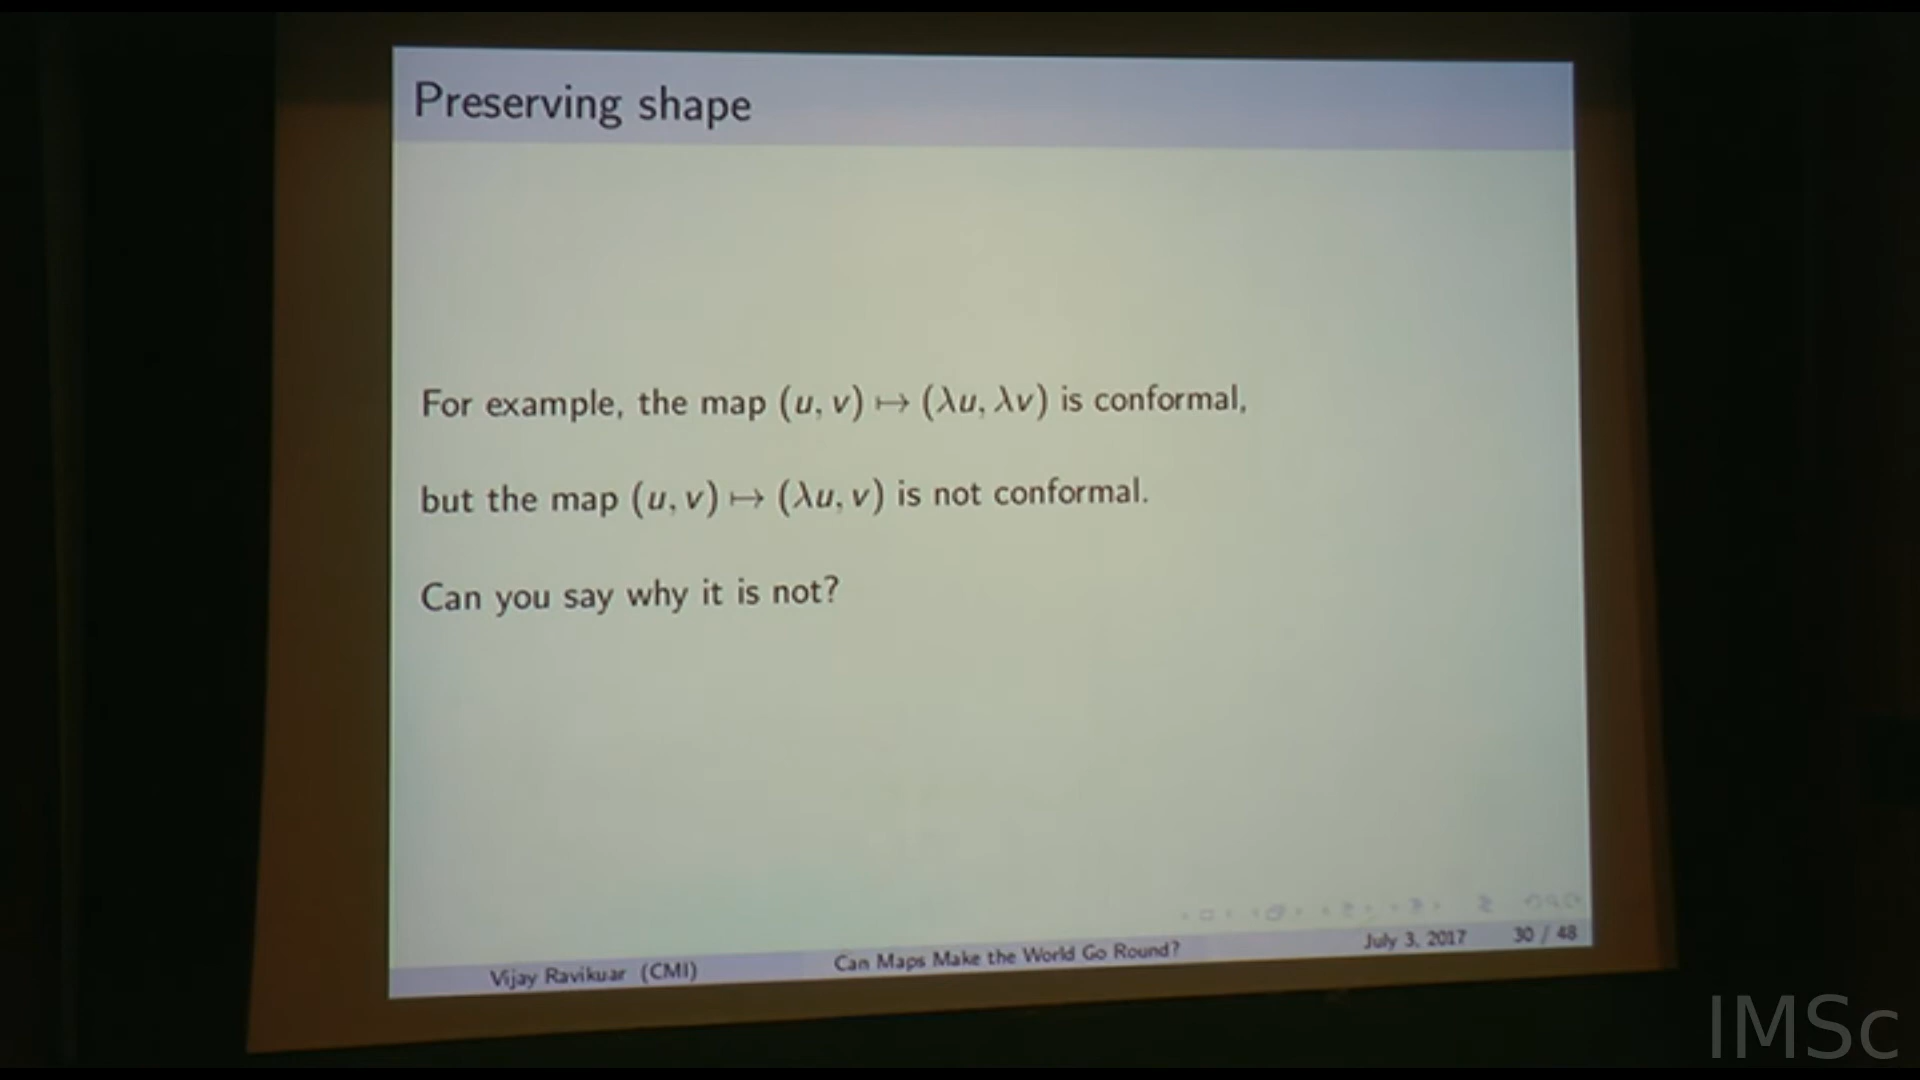 Preserving shape
For example, the map (u, v) ↦ (λu, λv) is conformal,
but the map (u, v) ↦ (λu, v) is not conformal.
Can you say why it is not?
Vijay Ravikuar (CMI) Can Maps Make the World Go Round? July 3, 2017 30 / 48
IMSc